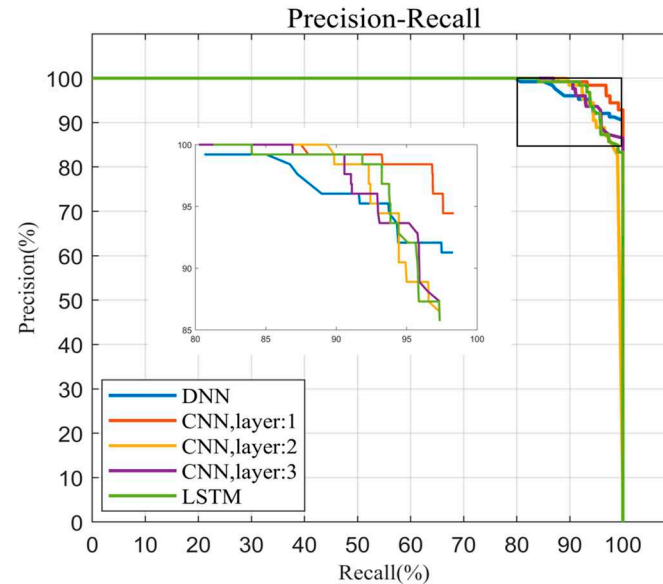 Precision-Recall
Precision(%)
100
90
80
70
60
50
40
30
20
10
0
100
95
90
85
80 85 90 95 100
DNN
CNN,layer:1
CNN,layer:2
CNN,layer:3
LSTM
0 10 20 30 40 50 60 70 80 90 100
Recall(%)